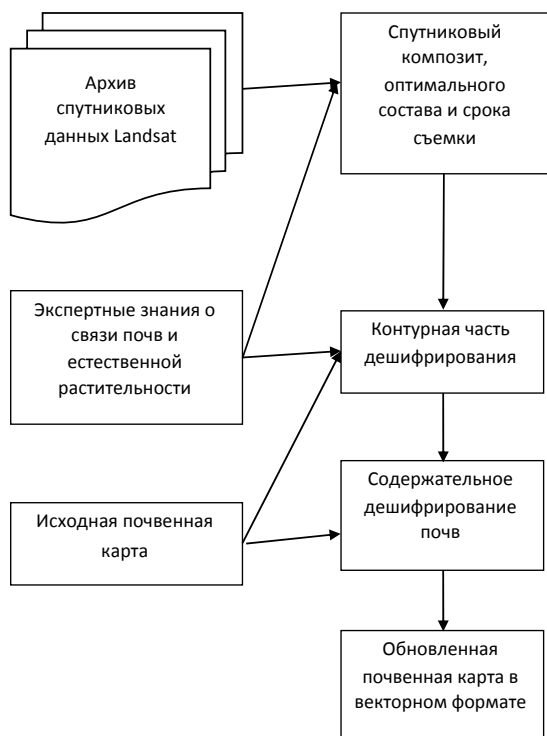 Архив
спутниковых
данных Landsat
Спутниковый
композит,
оптимального
состава и срока
съемки
Экспертные знания о
связи почв и
естественной
растительности
Контурная часть
дешифрирования
Исходная почвенная
карта
Содержательное
дешифрирование
почв
Обновленная
почвенная карта в
векторном формате